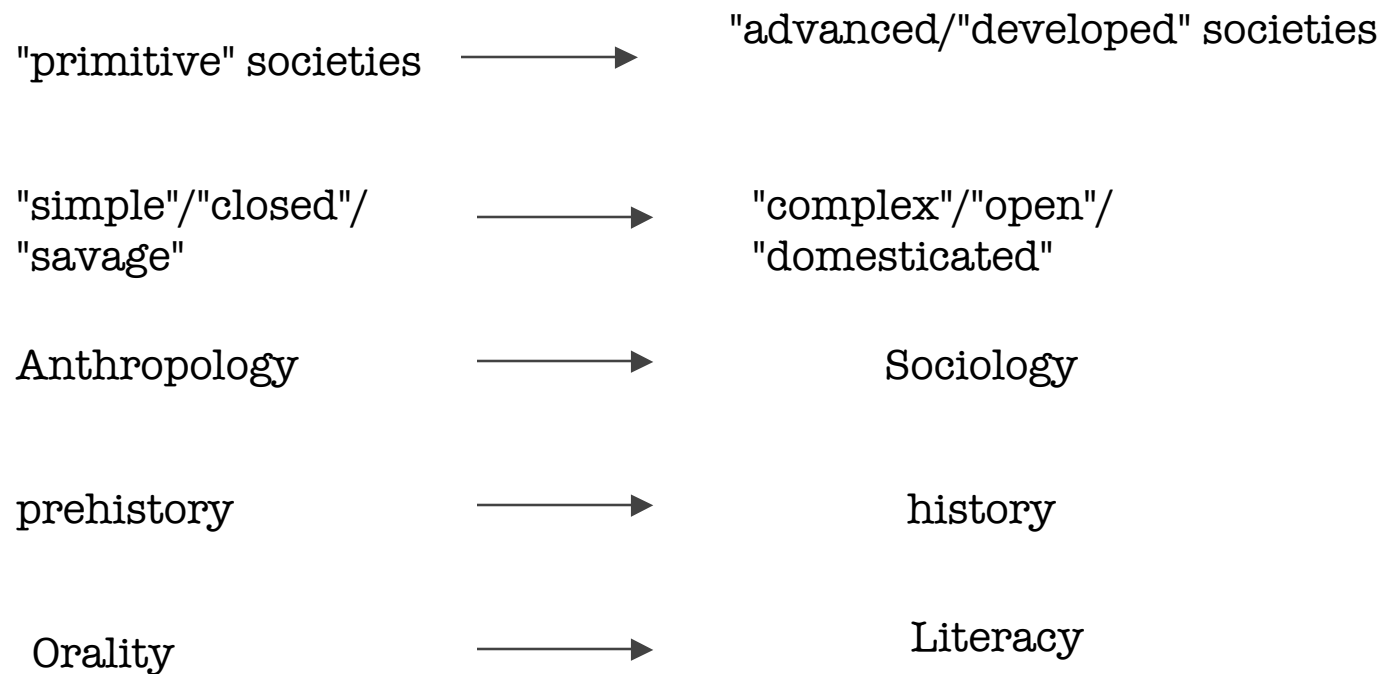 "primitive" societies
"advanced/"developed" societies
"simple"/"closed"/
"savage"
"complex"/"open"/
"domesticated"
Anthropology
Sociology
prehistory
history
Orality
Literacy